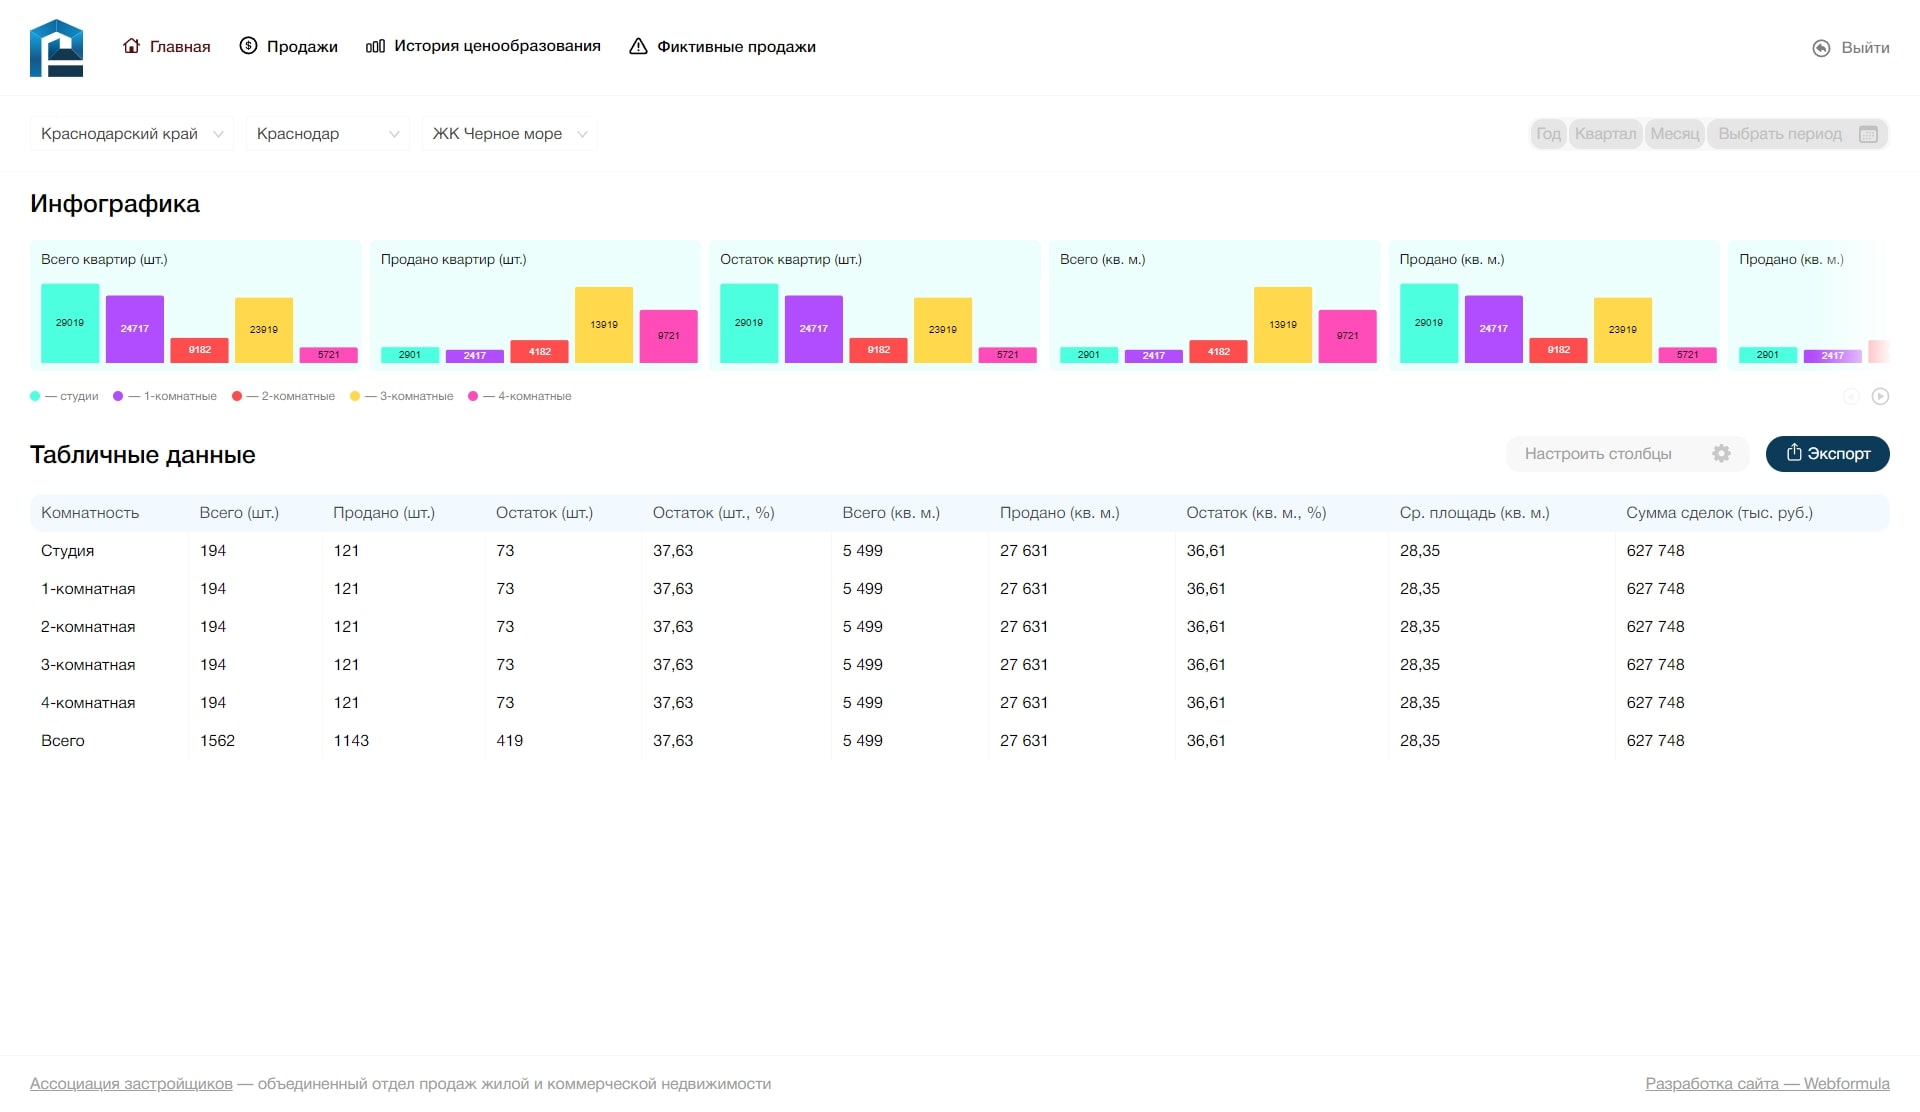 Главная Продажи История ценообразования Фиктивные продажи Выйти
Краснодарский край Краснодар ЖК Черное море Год Квартал Месяц Выбрать период
Инфографика
Всего квартир (шт.) Продано квартир (шт.) Остаток квартир (шт.) Всего (кв. м.) Продано (кв. м.) Продано (кв. м.)
29019 24717 9182 23919 5721 2901 2417 4182 13919 9721 29019 24717 9182 23919 5721 2901 2417 4182 13919 9721 29019 24717 9182 23919 5721 2901 2417
— студии — 1-комнатные — 2-комнатные — 3-комнатные — 4-комнатные
Табличные данные Настроить столбцы Экспорт
Комнатность Всего (шт.) Продано (шт.) Остаток (шт.) Остаток (шт., %) Всего (кв. м.) Продано (кв. м.) Остаток (кв. м., %) Ср. площадь (кв. м.) Сумма сделок (тыс. руб.)
Студия 194 121 73 37,63 5 499 27 631 36,61 28,35 627 748
1-комнатная 194 121 73 37,63 5 499 27 631 36,61 28,35 627 748
2-комнатная 194 121 73 37,63 5 499 27 631 36,61 28,35 627 748
3-комнатная 194 121 73 37,63 5 499 27 631 36,61 28,35 627 748
4-комнатная 194 121 73 37,63 5 499 27 631 36,61 28,35 627 748
Всего 1562 1143 419 37,63 5 499 27 631 36,61 28,35 627 748
Ассоциация застройщиков — объединенный отдел продаж жилой и коммерческой недвижимости Разработка сайта — Webformula